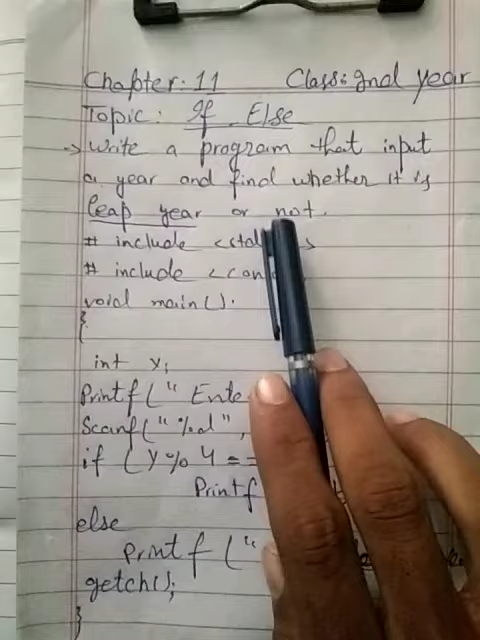 Chapter: 11 Class: 2nd year
Topic: If Else
→ Write a program that input
a year and find whether it is
leap year or not.
# include <std
# include <con
void main().
{
int y;
Printf("Ente
Scanf("%d",
if (y%4==
Printf
else
printf("
getch();
}